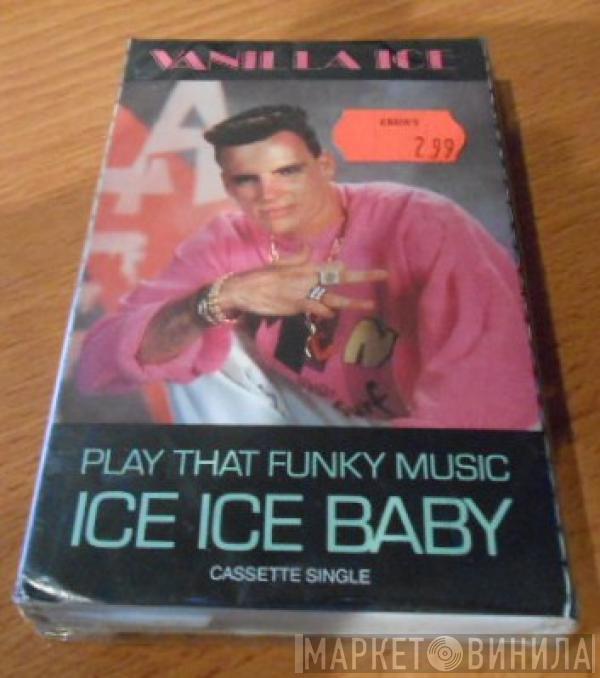 VANILLA ICE
2.99
PLAY THAT FUNKY MUSIC
ICE ICE BABY
CASSETTE SINGLE
МАРКЕТ ВИНИЛА